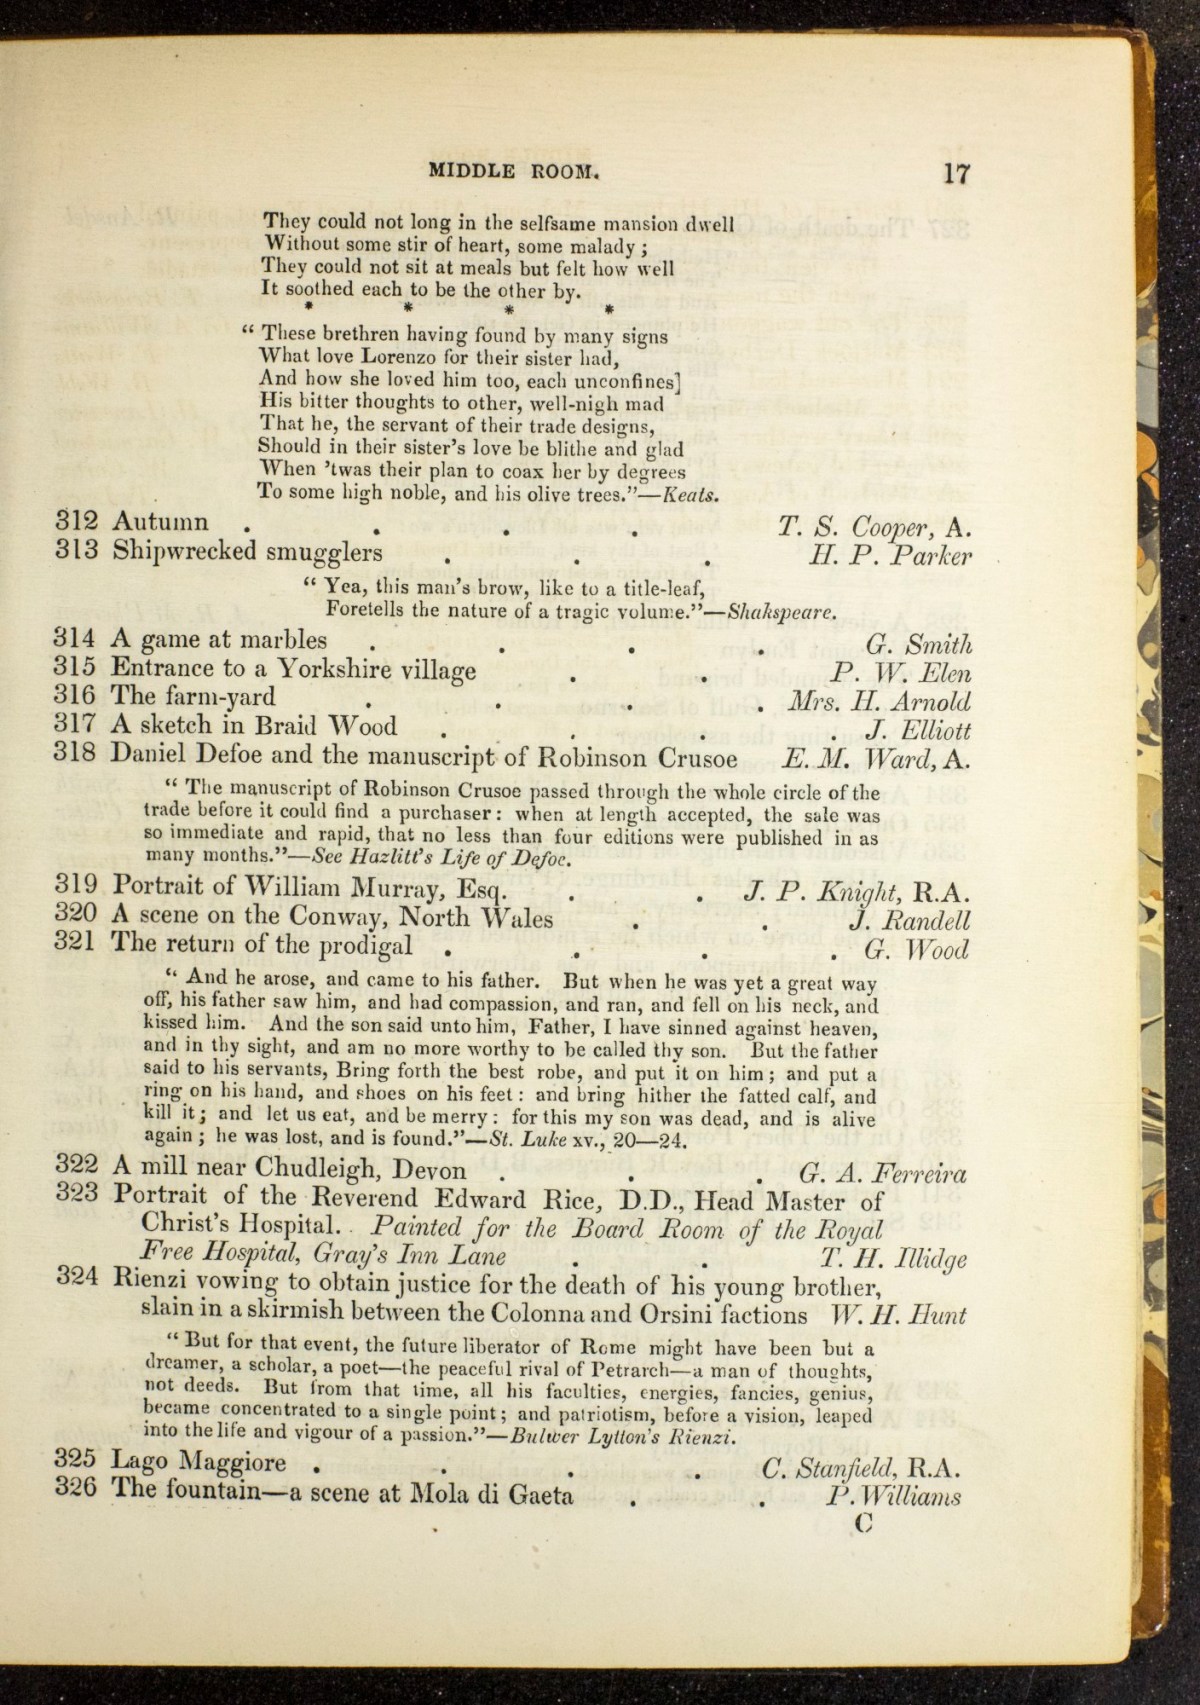 MIDDLE ROOM. 17
They could not long in the selfsame mansion dwell
Without some stir of heart, some malady ;
They could not sit at meals but felt how well
It soothed each to be the other by.
* * * *
“ These brethren having found by many signs
What love Lorenzo for their sister had,
And how she loved him too, each unconfines]
His bitter thoughts to other, well-nigh mad
That he, the servant of their trade designs,
Should in their sister’s love be blithe and glad
When ’twas their plan to coax her by degrees
To some high noble, and his olive trees.”—Keats.
312 Autumn . . . . T. S. Cooper, A.
313 Shipwrecked smugglers . . . H. P. Parker
“ Yea, this man’s brow, like to a title-leaf,
Foretells the nature of a tragic volume.”—Shakspeare.
314 A game at marbles . . . . G. Smith
315 Entrance to a Yorkshire village . . P. W. Elen
316 The farm-yard . . . . Mrs. H. Arnold
317 A sketch in Braid Wood . . . . J. Elliott
318 Daniel Defoe and the manuscript of Robinson Crusoe E. M. Ward, A.
“ The manuscript of Robinson Crusoe passed through the whole circle of the
trade before it could find a purchaser : when at length accepted, the sale was
so immediate and rapid, that no less than four editions were published in as
many months.”—See Hazlitt’s Life of Defoe.
319 Portrait of William Murray, Esq. . . J. P. Knight, R.A.
320 A scene on the Conway, North Wales . . J. Randell
321 The return of the prodigal . . . . G. Wood
“ And he arose, and came to his father. But when he was yet a great way
off, his father saw him, and had compassion, and ran, and fell on his neck, and
kissed him. And the son said unto him, Father, I have sinned against heaven,
and in thy sight, and am no more worthy to be called thy son. But the father
said to his servants, Bring forth the best robe, and put it on him ; and put a
ring on his hand, and shoes on his feet : and bring hither the fatted calf, and
kill it ; and let us eat, and be merry : for this my son was dead, and is alive
again ; he was lost, and is found.”—St. Luke xv., 20—24.
322 A mill near Chudleigh, Devon . . . G. A. Ferreira
323 Portrait of the Reverend Edward Rice, D.D., Head Master of
Christ’s Hospital. Painted for the Board Room of the Royal
Free Hospital, Gray’s Inn Lane . . T. H. Illidge
324 Rienzi vowing to obtain justice for the death of his young brother,
slain in a skirmish between the Colonna and Orsini factions W. H. Hunt
“ But for that event, the future liberator of Rome might have been but a
dreamer, a scholar, a poet—the peaceful rival of Petrarch—a man of thoughts,
not deeds. But from that time, all his faculties, energies, fancies, genius,
became concentrated to a single point ; and patriotism, before a vision, leaped
into the life and vigour of a passion.”—Bulwer Lytton’s Rienzi.
325 Lago Maggiore . . . . C. Stanfield, R.A.
326 The fountain—a scene at Mola di Gaeta . . P. Williams
C